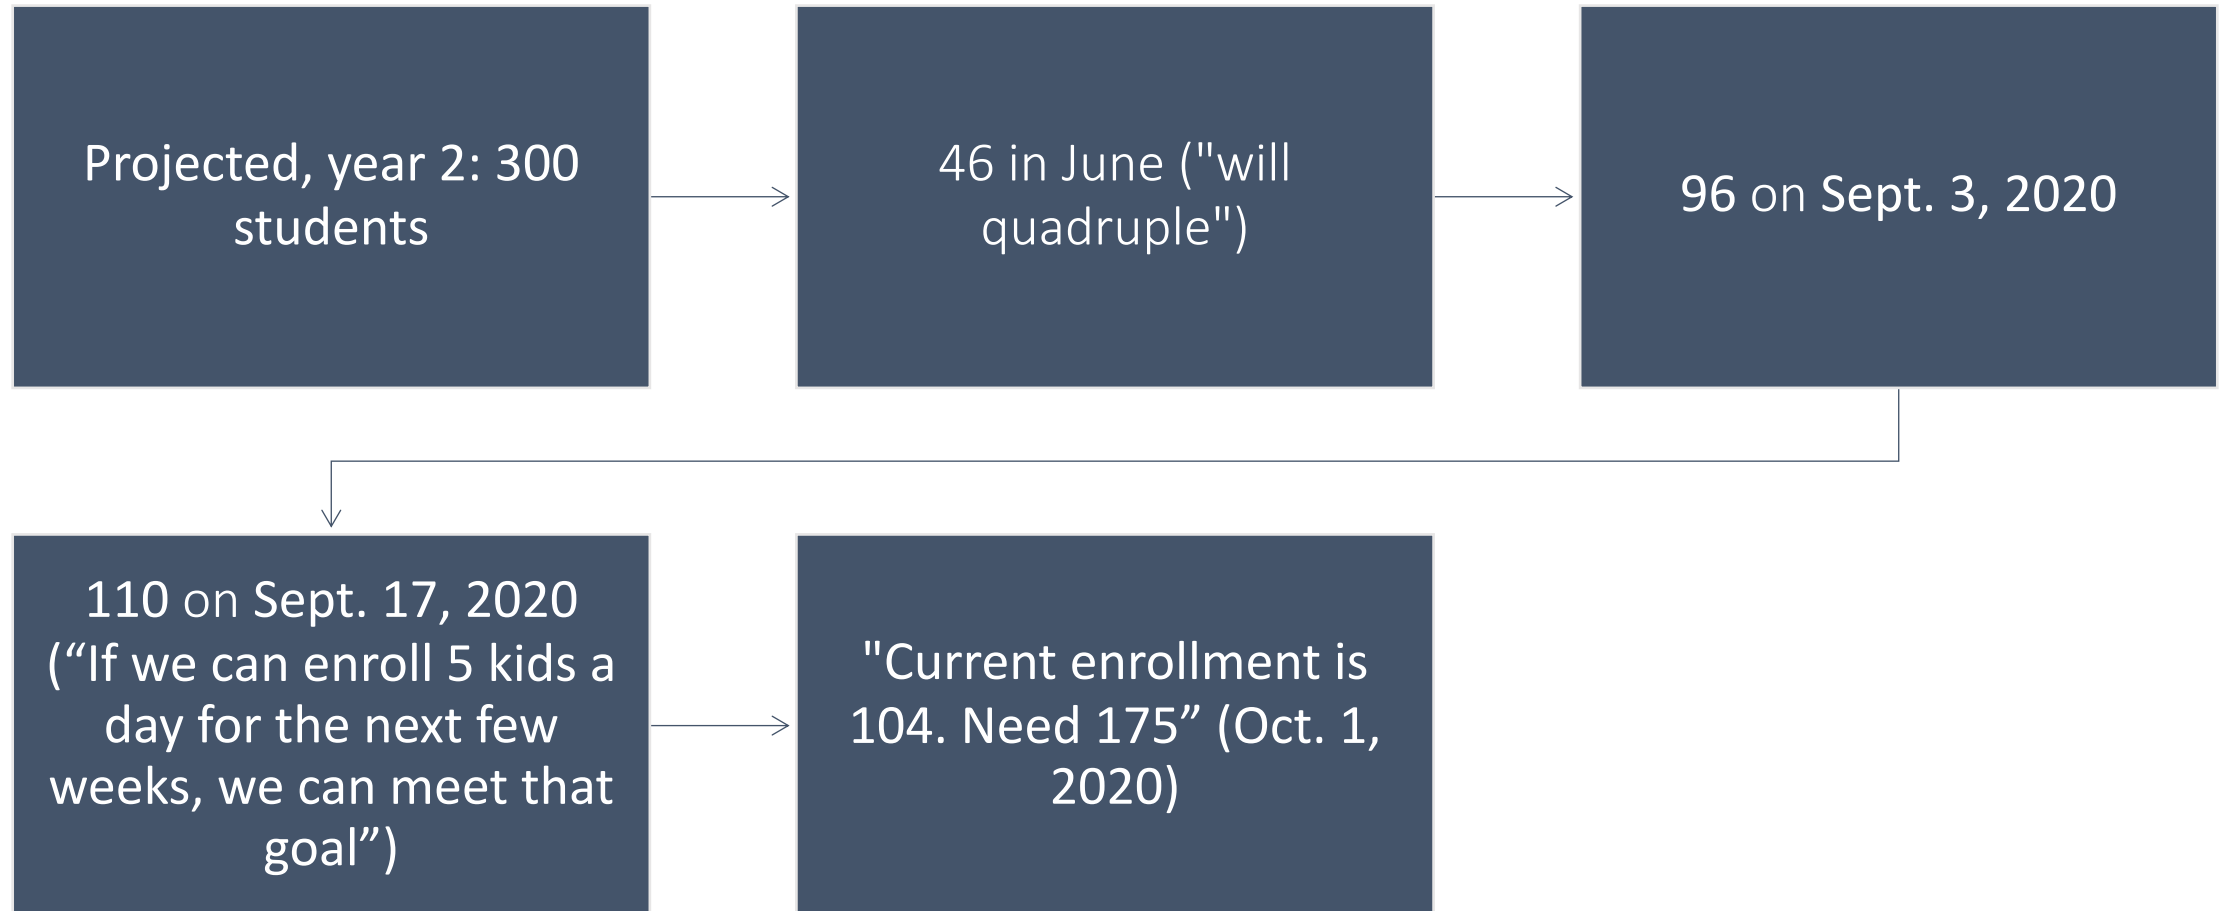 Projected, year 2: 300
students
46 in June ("will
quadruple")
96 on Sept. 3, 2020
110 on Sept. 17, 2020
(“If we can enroll 5 kids a
day for the next few
weeks, we can meet that
goal”)
"Current enrollment is
104. Need 175” (Oct. 1,
2020)